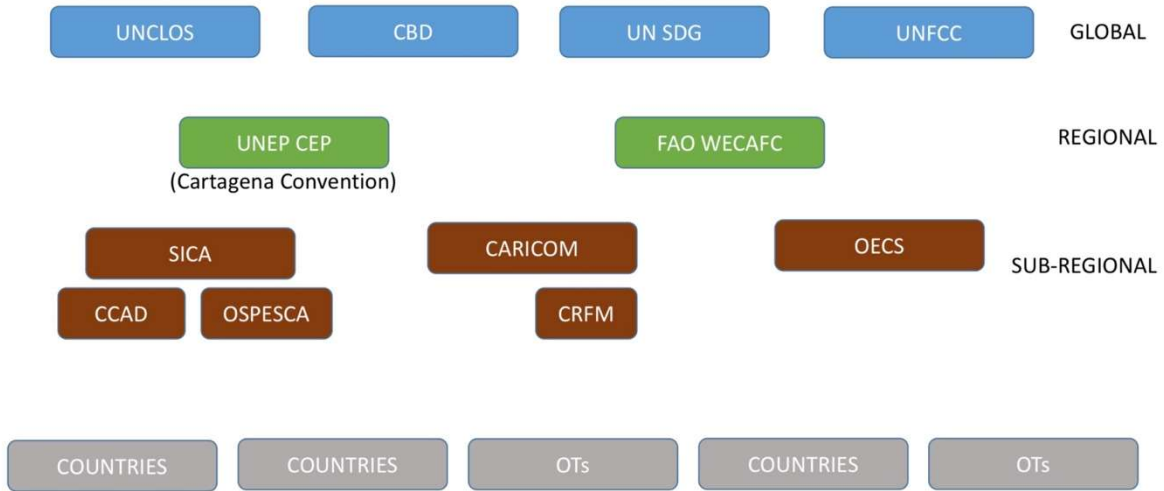 UNCLOS
CBD
UN SDG
UNFCC
GLOBAL
UNEP CEP
FAO WECAFC
REGIONAL
(Cartagena Convention)
SICA
CARICOM
OECS
SUB-REGIONAL
CCAD
OSPESCA
CRFM
COUNTRIES
COUNTRIES
OTs
COUNTRIES
OTs